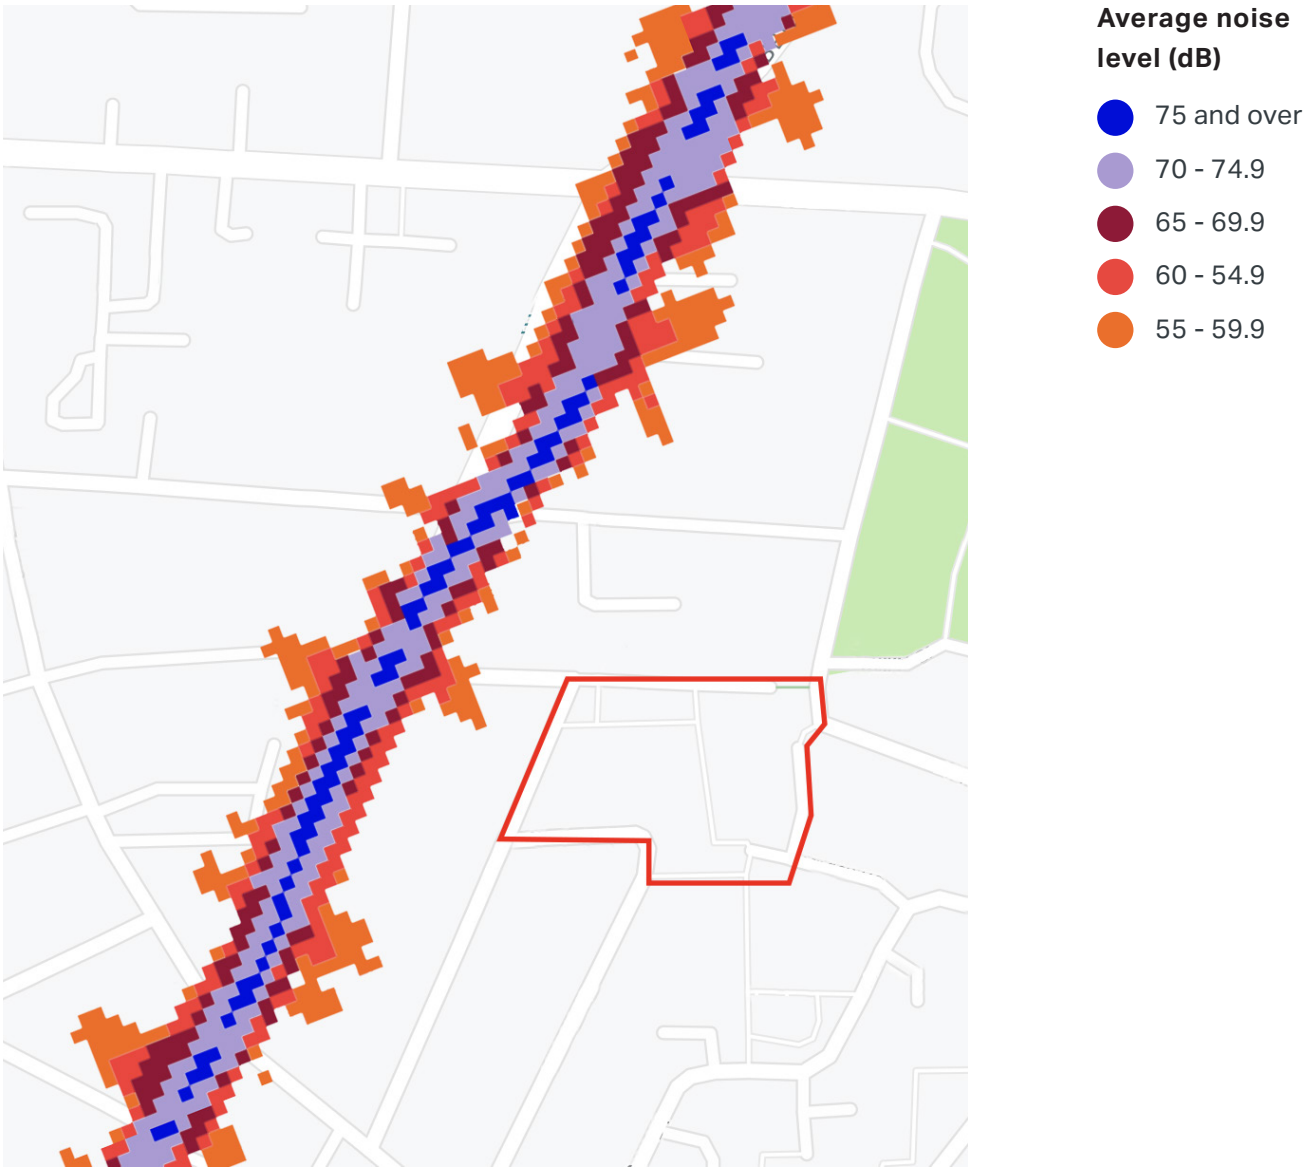 Average noise
level (dB)
75 and over
70 - 74.9
65 - 69.9
60 - 54.9
55 - 59.9